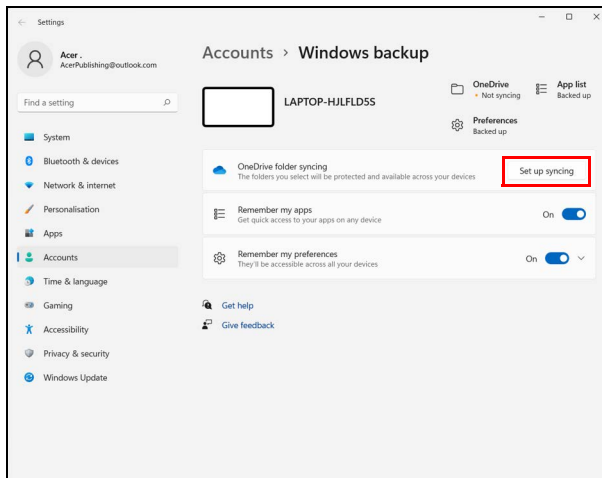 Settings
Acer .
AcerPublishing@outlook.com
Find a setting
System
Bluetooth & devices
Network & internet
Personalisation
Apps
Accounts
Time & language
Gaming
Accessibility
Privacy & security
Windows Update
Accounts > Windows backup
LAPTOP-HJLFLD5S
OneDrive
• Not syncing
App list
Backed up
Preferences
Backed up
OneDrive folder syncing
The folders you select will be protected and available across your devices
Set up syncing
Remember my apps
Get quick access to your apps on any device
On
Remember my preferences
They'll be accessible across all your devices
On
Get help
Give feedback